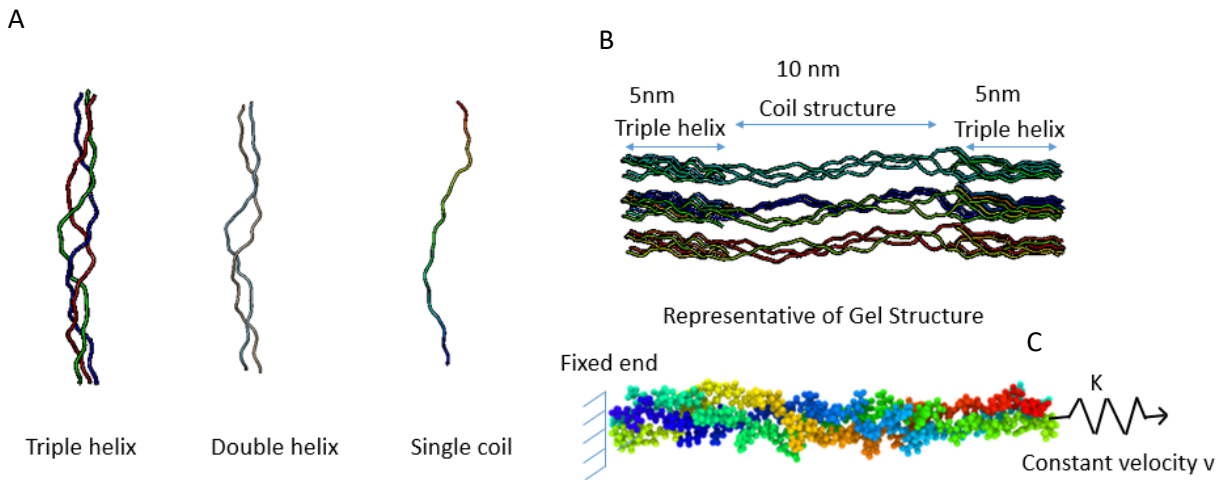 A
Triple helix
Double helix
Single coil
B
10 nm
5nm
Coil structure
5nm
Triple helix
Triple helix
Representative of Gel Structure
C
Fixed end
K
Constant velocity v